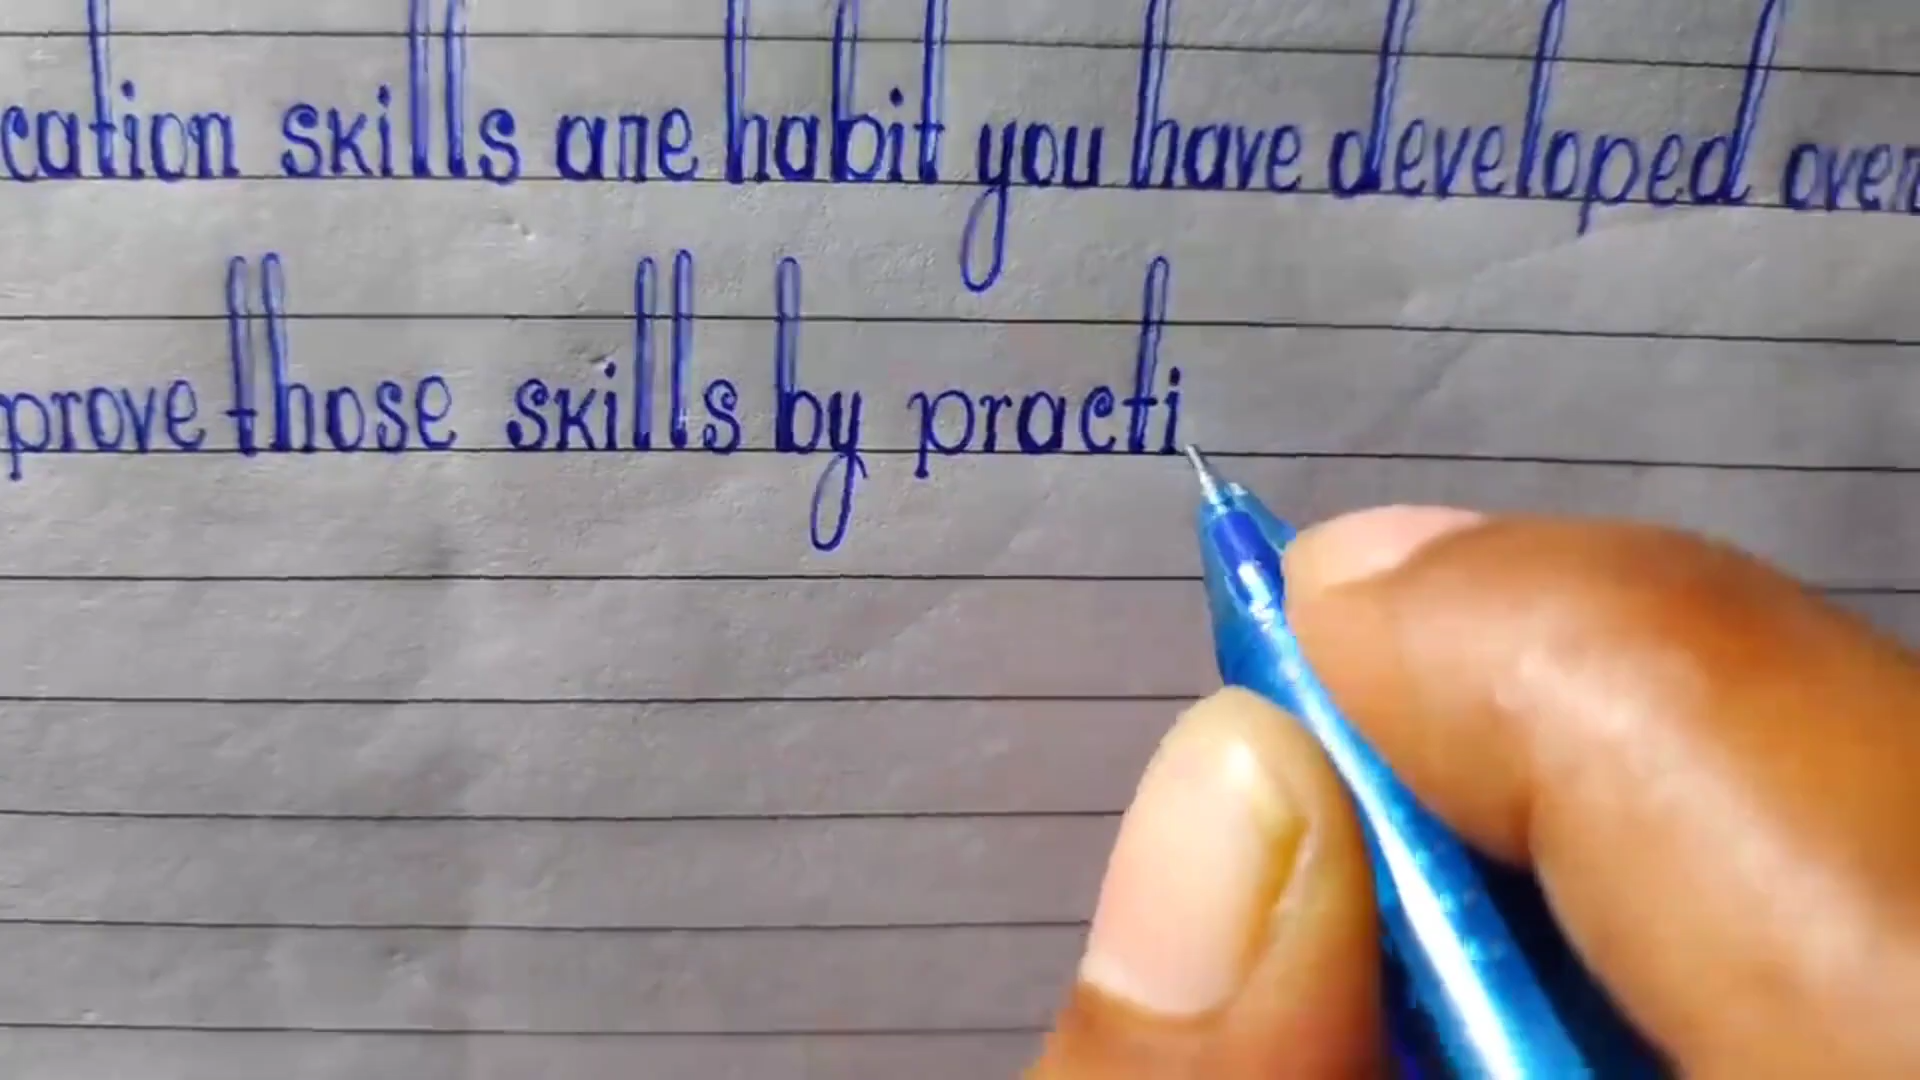 cation skills are habit you have developed over
prove those skills by practi